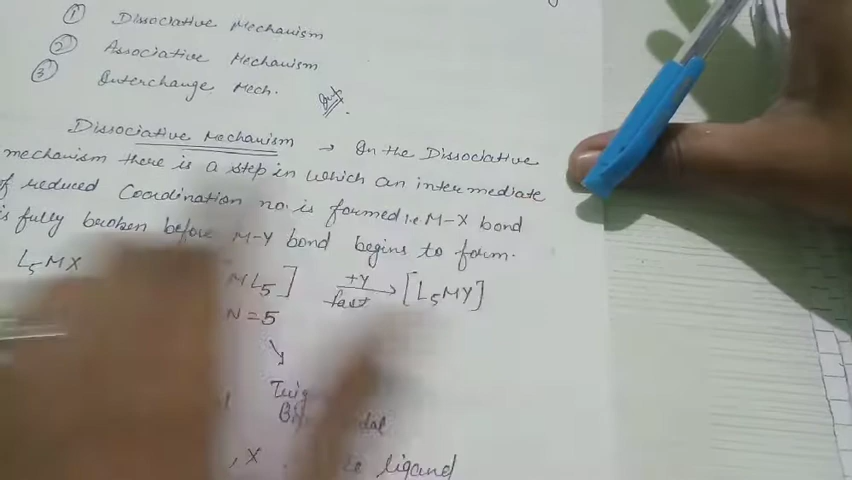 ① Dissociative Mechanism
② Associative Mechanism
③ Interchange Mech.
Imp.
Dissociative Mechanism → In the Dissociative
mechanism there is a step in which an intermediate
of reduced Coordination no. is formed i.e M-X bond
is fully broken before M-Y bond begins to form.
L₅MX ML₅] +Y fast → [L₅MY]
N = 5
, X ligand